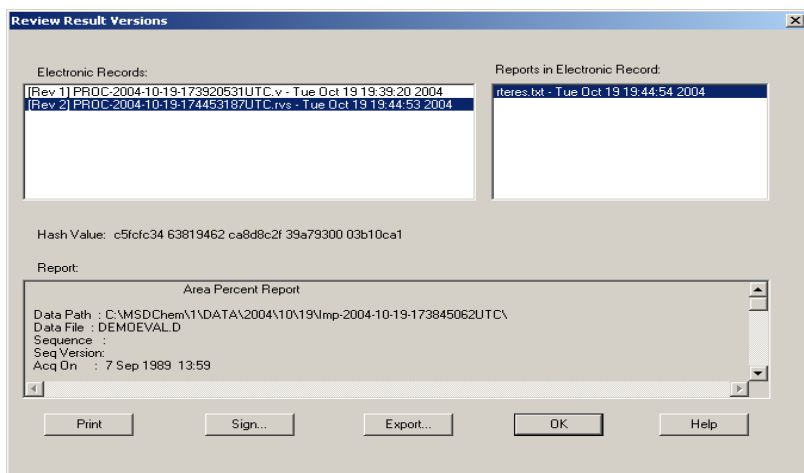 Review Result Versions
Electronic Records:
Reports in Electronic Record:
[Rev 1] PROC-2004-10-19-173920531UTC.v - Tue Oct 19 19:39:20 2004
[Rev 2] PROC-2004-10-19-174453187UTC.rvs - Tue Oct 19 19:44:53 2004
rteres.txt - Tue Oct 19 19:44:54 2004
Hash Value: c5fcfc34 63819462 ca8d8c2f 39a79300 03b10ca1
Report:
Area Percent Report
Data Path : C:\MSDChem\1\DATA\2004\10\19\Imp-2004-10-19-173845062UTC\
Data File : DEMOEVAL.D
Sequence :
Seq Version:
Acq On : 7 Sep 1989 13:59
Print
Sign...
Export...
OK
Help